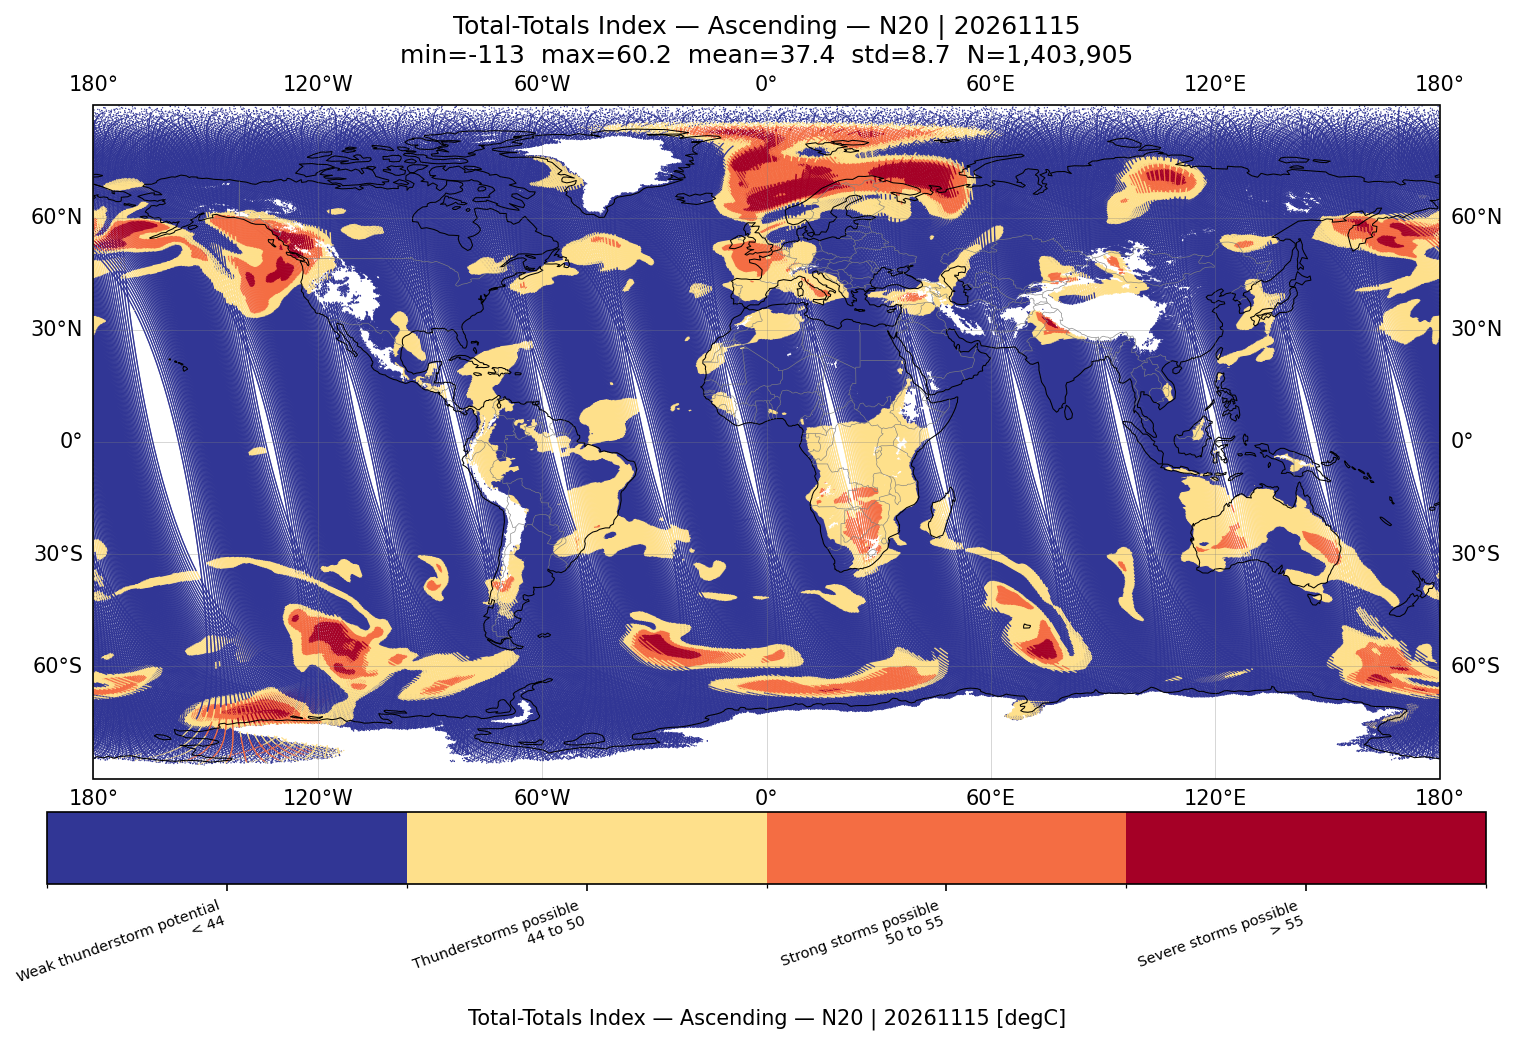 Total-Totals Index — Ascending — N20 | 20261115
min=-113  max=60.2  mean=37.4  std=8.7  N=1,403,905
180° 120°W 60°W 0° 60°E 120°E 180°
60°N 60°N
30°N 30°N
0° 0°
30°S 30°S
60°S 60°S
180° 120°W 60°W 0° 60°E 120°E 180°
Weak thunderstorm potential
< 44
Thunderstorms possible
44 to 50
Strong storms possible
50 to 55
Severe storms possible
> 55
Total-Totals Index — Ascending — N20 | 20261115 [degC]